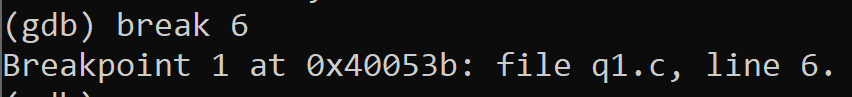 (gdb) break 6
Breakpoint 1 at 0x40053b: file q1.c, line 6.